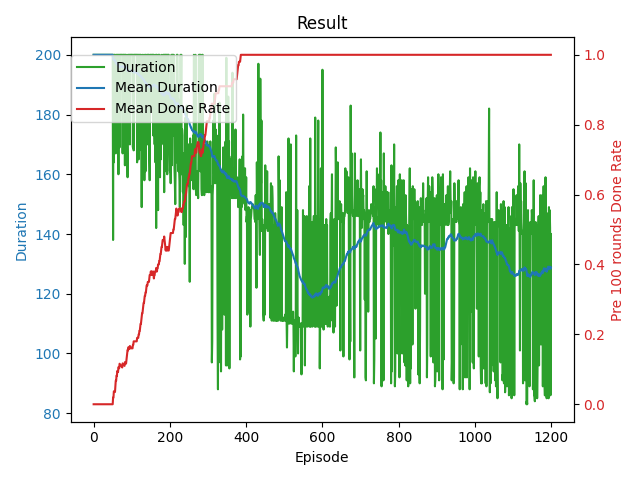 Result
Duration
Mean Duration
Mean Done Rate
200
180
160
140
120
100
80
Duration
1.0
0.8
0.6
0.4
0.2
0.0
Pre 100 rounds Done Rate
0
200
400
600
800
1000
1200
Episode